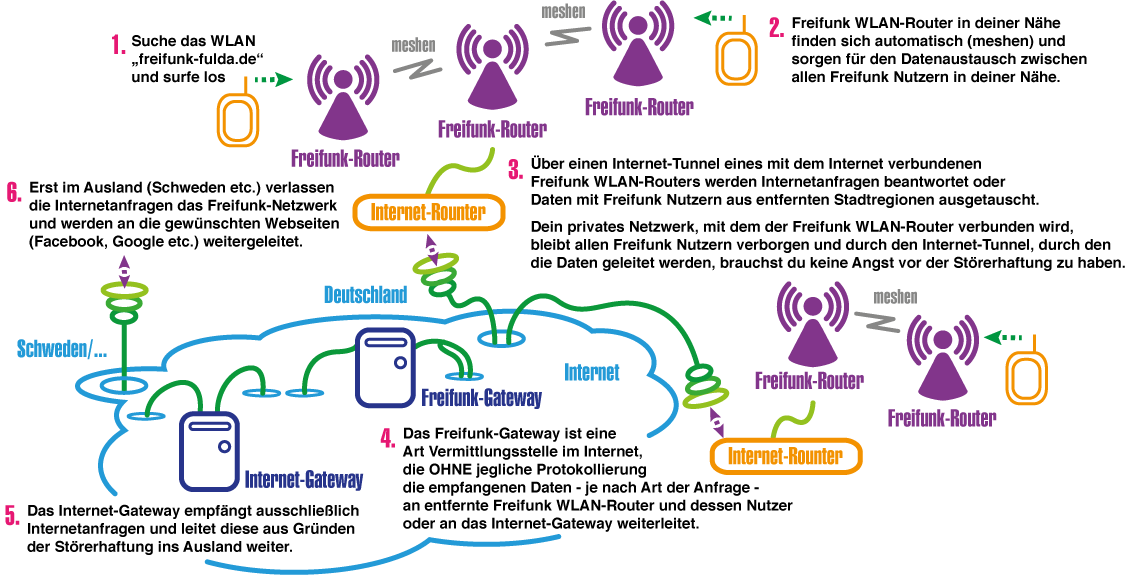 1. Suche das WLAN
„freifunk-fulda.de“
und surfe los
meshen
meshen
2. Freifunk WLAN-Router in deiner Nähe
finden sich automatisch (meshen) und
sorgen für den Datenaustausch zwischen
allen Freifunk Nutzern in deiner Nähe.
Freifunk-Router
Freifunk-Router
Freifunk-Router
3. Über einen Internet-Tunnel eines mit dem Internet verbundenen
Freifunk WLAN-Routers werden Internetanfragen beantwortet oder
Daten mit Freifunk Nutzern aus entfernten Stadtregionen ausgetauscht.
Dein privates Netzwerk, mit dem der Freifunk WLAN-Router verbunden wird,
bleibt allen Freifunk Nutzern verborgen und durch den Internet-Tunnel, durch den
die Daten geleitet werden, brauchst du keine Angst vor der Störerhaftung zu haben.
6. Erst im Ausland (Schweden etc.) verlassen
die Internetanfragen das Freifunk-Netzwerk
und werden an die gewünschten Webseiten
(Facebook, Google etc.) weitergeleitet.
Internet-Rounter
Deutschland
meshen
Schweden/...
Internet
Freifunk-Router
Freifunk-Router
Freifunk-Gateway
Internet-Rounter
4. Das Freifunk-Gateway ist eine
Art Vermittlungsstelle im Internet,
die OHNE jegliche Protokollierung
die empfangenen Daten - je nach Art der Anfrage -
an entfernte Freifunk WLAN-Router und dessen Nutzer
oder an das Internet-Gateway weiterleitet.
Internet-Gateway
5. Das Internet-Gateway empfängt ausschließlich
Internetanfragen und leitet diese aus Gründen
der Störerhaftung ins Ausland weiter.